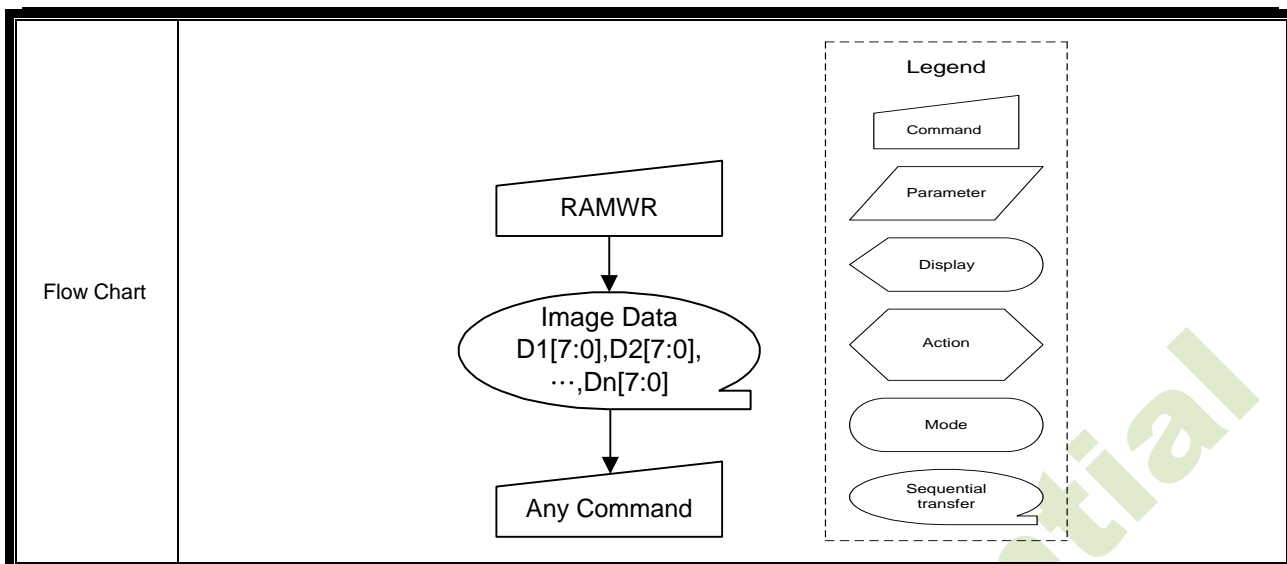 Flow Chart
RAMWR
Image Data
D1[7:0],D2[7:0],
⋯,Dn[7:0]
Any Command
Legend
Command
Parameter
Display
Action
Mode
Sequential
transfer